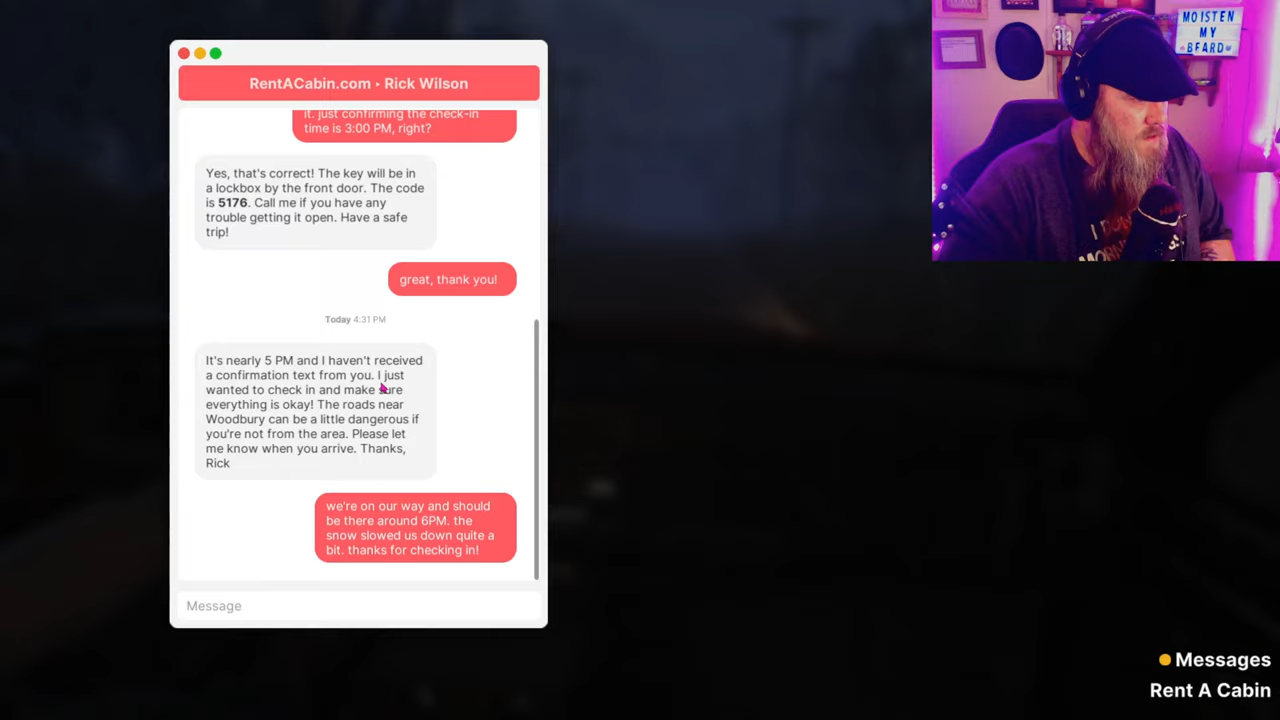 MOISTEN
MY
BEARD
RentACabin.com • Rick Wilson
it. just confirming the check-in
time is 3:00 PM, right?
Yes, that's correct! The key will be in
a lockbox by the front door. The code
is 5176. Call me if you have any
trouble getting it open. Have a safe
trip!
great, thank you!
Today 4:31 PM
It's nearly 5 PM and I haven't received
a confirmation text from you. I just
wanted to check in and make sure
everything is okay! The roads near
Woodbury can be a little dangerous if
you're not from the area. Please let
me know when you arrive. Thanks,
Rick
we're on our way and should
be there around 6PM. the
snow slowed us down quite a
bit. thanks for checking in!
Message
Messages
Rent A Cabin